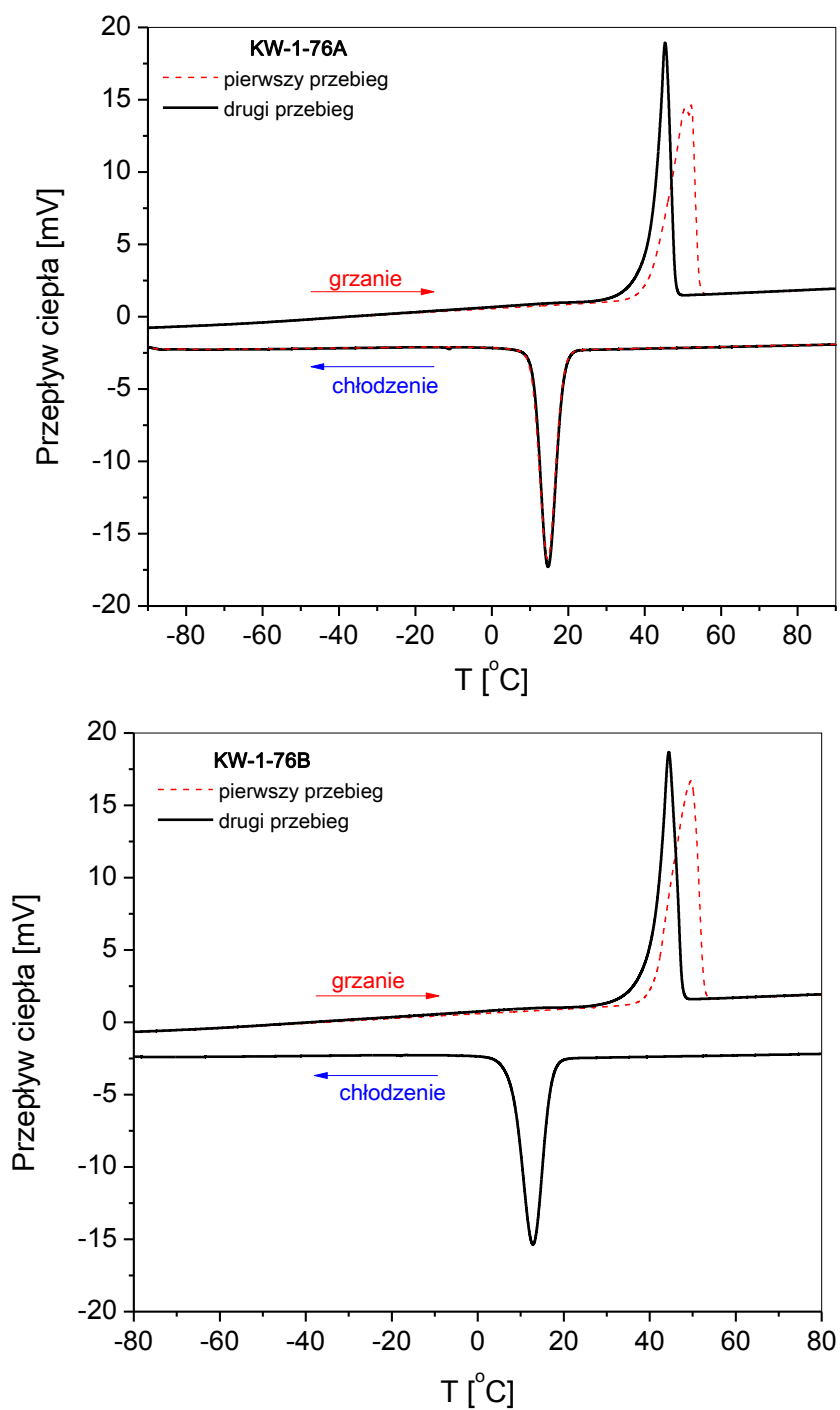 KW-1-76A
pierwszy przebieg
drugi przebieg
grzanie
chłodzenie
Przepływ ciepła [mV]
20
15
10
5
0
-5
-10
-15
-20
-80 -60 -40 -20 0 20 40 60 80
T [°C]
KW-1-76B
pierwszy przebieg
drugi przebieg
grzanie
chłodzenie
Przepływ ciepła [mV]
20
15
10
5
0
-5
-10
-15
-20
-80 -60 -40 -20 0 20 40 60 80
T [°C]